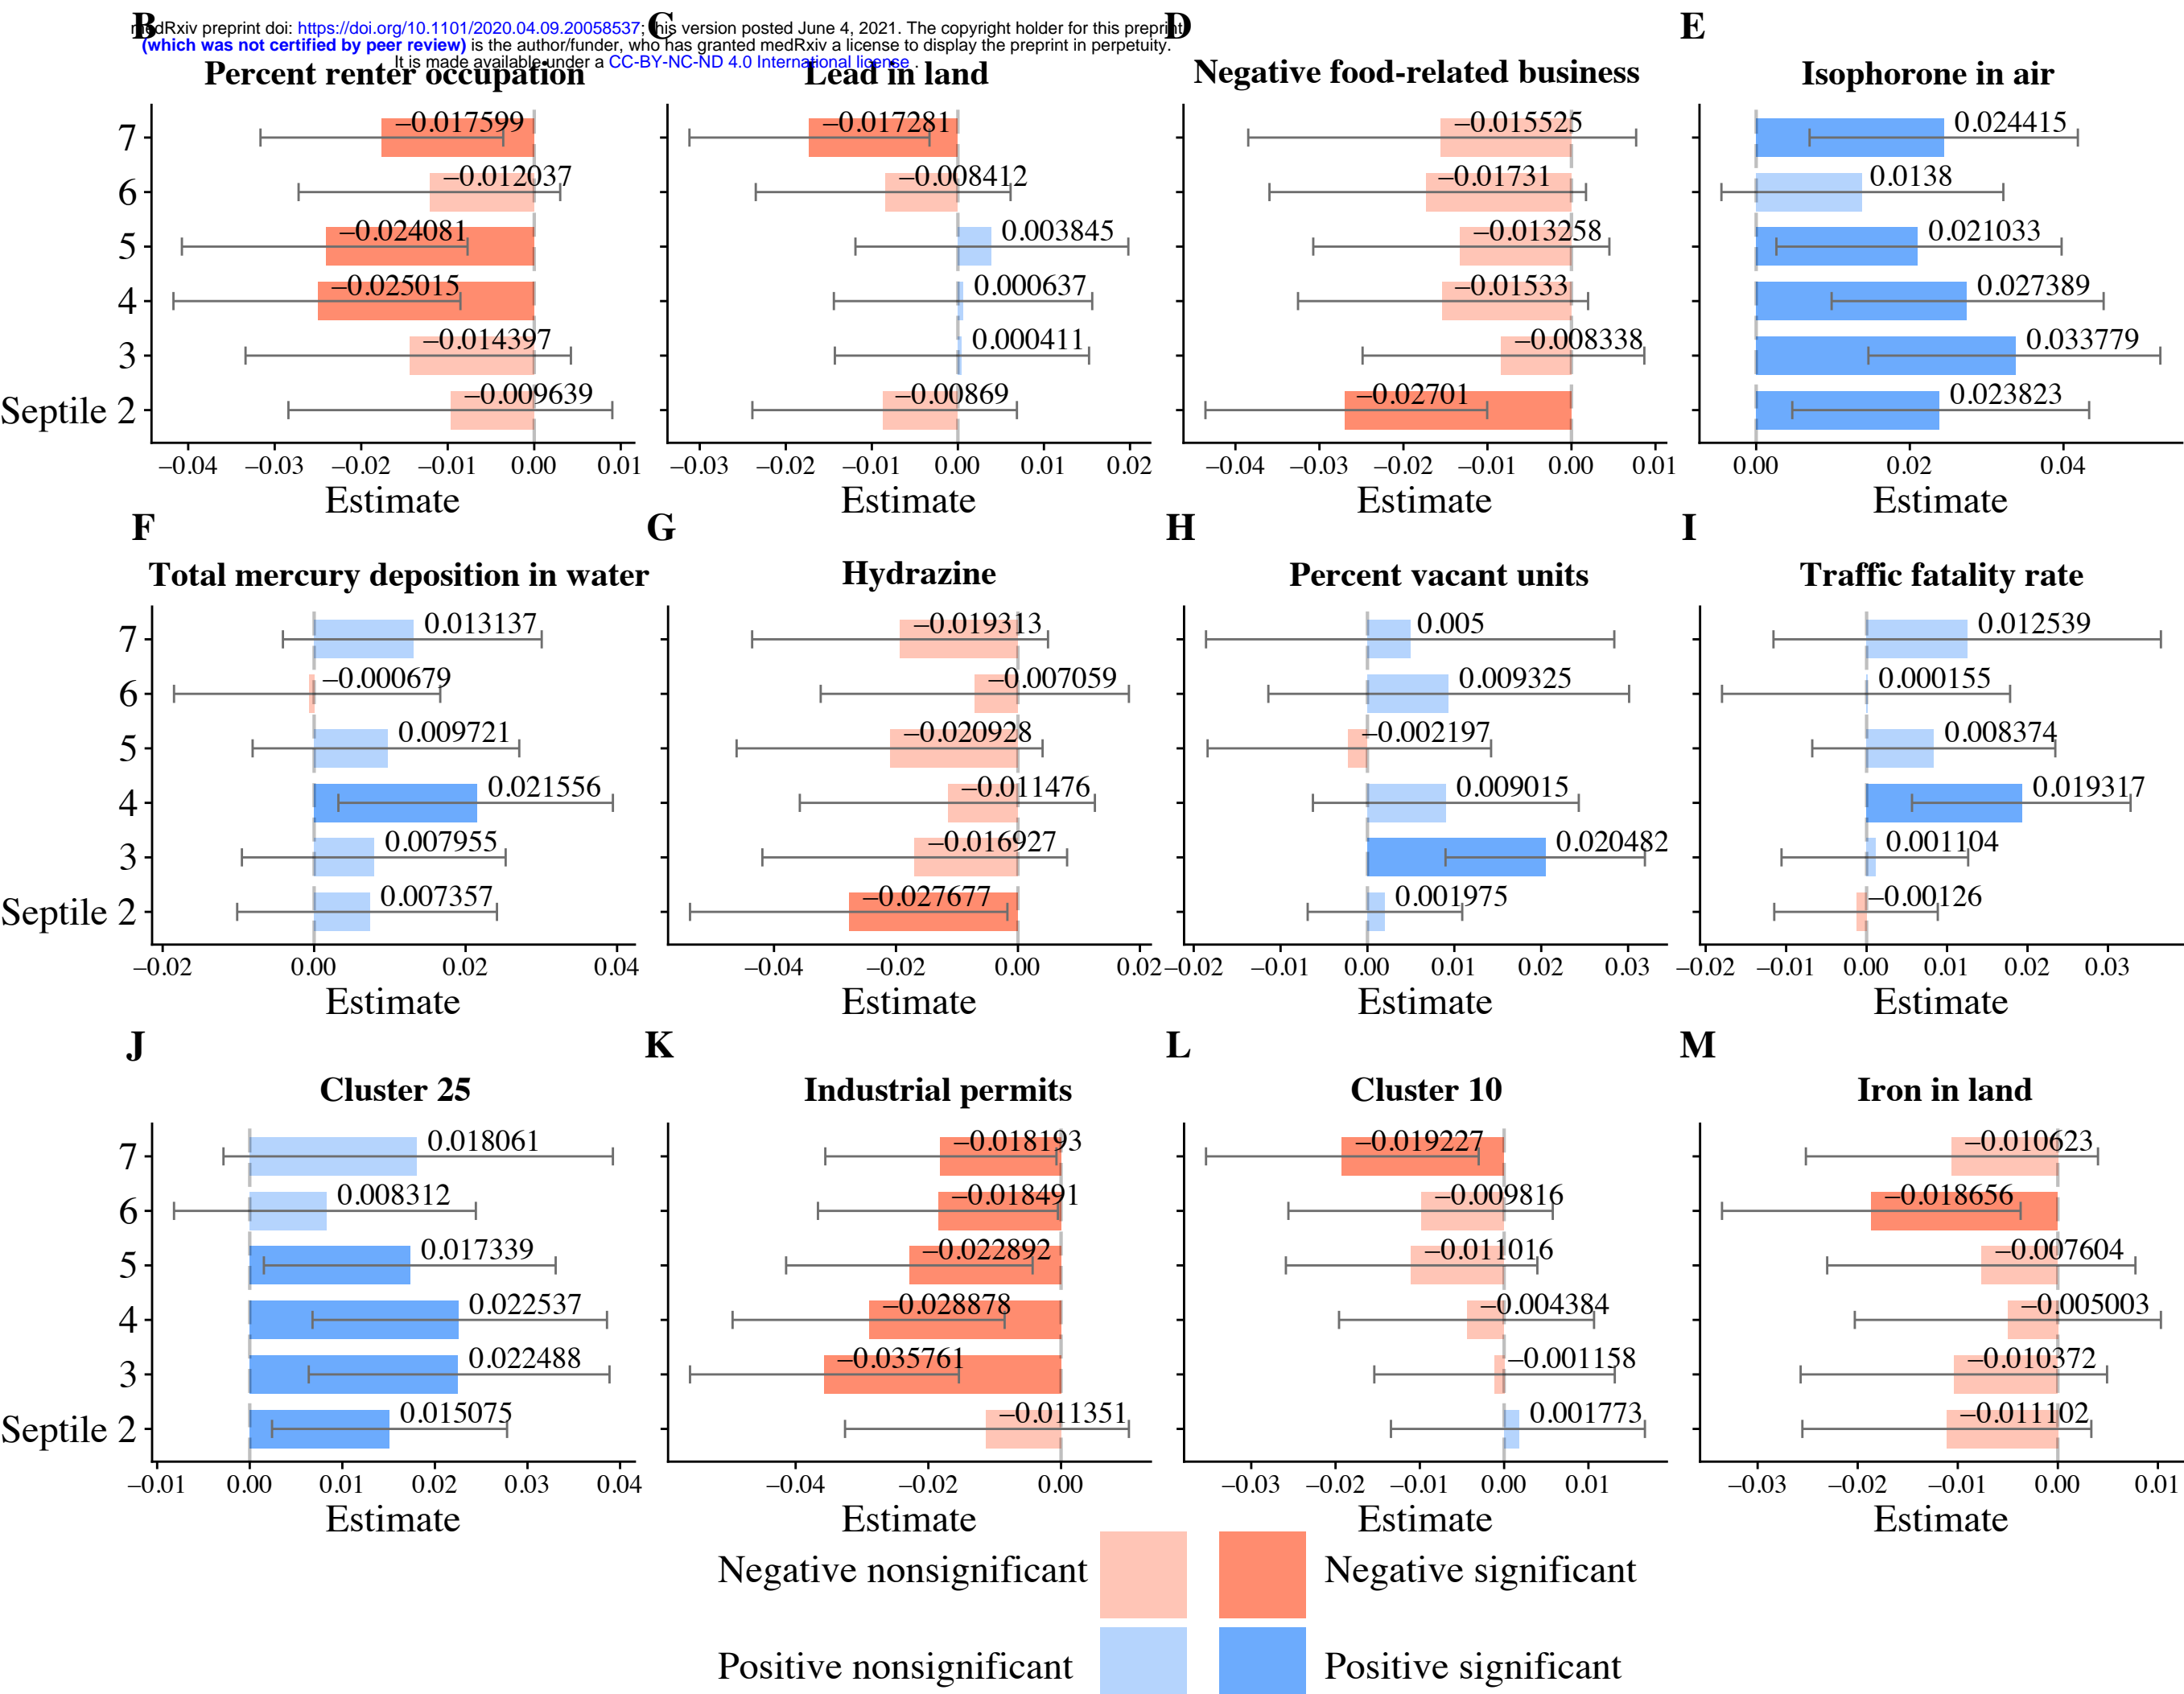 medRxiv preprint doi: https://doi.org/10.1101/2020.04.09.20058537; this version posted June 4, 2021. The copyright holder for this preprint
(which was not certified by peer review) is the author/funder, who has granted medRxiv a license to display the preprint in perpetuity.
It is made available under a CC-BY-NC-ND 4.0 International license .
B
Percent renter occupation
7 −0.017599
6 −0.012037
5 −0.024081
4 −0.025015
3 −0.014397
Septile 2 −0.009639
−0.04 −0.03 −0.02 −0.01 0.00 0.01
Estimate
C
Lead in land
−0.017281
−0.008412
0.003845
0.000637
0.000411
−0.00869
−0.03 −0.02 −0.01 0.00 0.01 0.02
Estimate
D
Negative food-related business
−0.015525
−0.01731
−0.013258
−0.01533
−0.008338
−0.02701
−0.04 −0.03 −0.02 −0.01 0.00 0.01
Estimate
E
Isophorone in air
0.024415
0.0138
0.021033
0.027389
0.033779
0.023823
0.00 0.02 0.04
Estimate
F
Total mercury deposition in water
7 0.013137
6 −0.000679
5 0.009721
4 0.021556
3 0.007955
Septile 2 0.007357
−0.02 0.00 0.02 0.04
Estimate
G
Hydrazine
−0.019313
−0.007059
−0.020928
−0.011476
−0.016927
−0.027677
−0.04 −0.02 0.00 0.02
Estimate
H
Percent vacant units
0.005
0.009325
−0.002197
0.009015
0.020482
0.001975
−0.02 −0.01 0.00 0.01 0.02 0.03
Estimate
I
Traffic fatality rate
0.012539
0.000155
0.008374
0.019317
0.001104
−0.00126
−0.02 −0.01 0.00 0.01 0.02 0.03
Estimate
J
Cluster 25
7 0.018061
6 0.008312
5 0.017339
4 0.022537
3 0.022488
Septile 2 0.015075
−0.01 0.00 0.01 0.02 0.03 0.04
Estimate
K
Industrial permits
−0.018193
−0.018491
−0.022892
−0.028878
−0.035761
−0.011351
−0.04 −0.02 0.00
Estimate
L
Cluster 10
−0.019227
−0.009816
−0.011016
−0.004384
−0.001158
0.001773
−0.03 −0.02 −0.01 0.00 0.01
Estimate
M
Iron in land
−0.010623
−0.018656
−0.007604
−0.005003
−0.010372
−0.011102
−0.03 −0.02 −0.01 0.00 0.01
Estimate
Negative nonsignificant Negative significant
Positive nonsignificant Positive significant